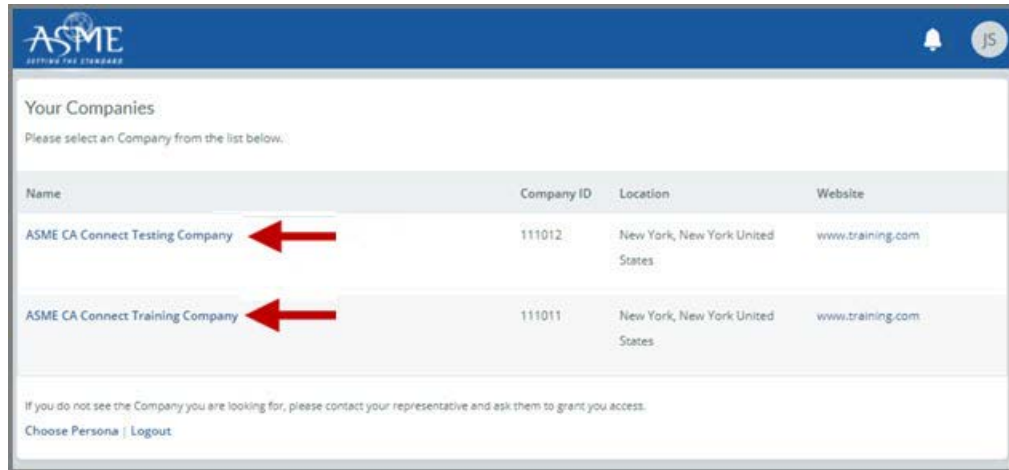 ASME
SETTING THE STANDARD
JS
Your Companies
Please select an Company from the list below.
Name Company ID Location Website
ASME CA Connect Testing Company 111012 New York, New York United www.training.com
States
ASME CA Connect Training Company 111011 New York, New York United www.training.com
States
If you do not see the Company you are looking for, please contact your representative and ask them to grant you access.
Choose Persona | Logout